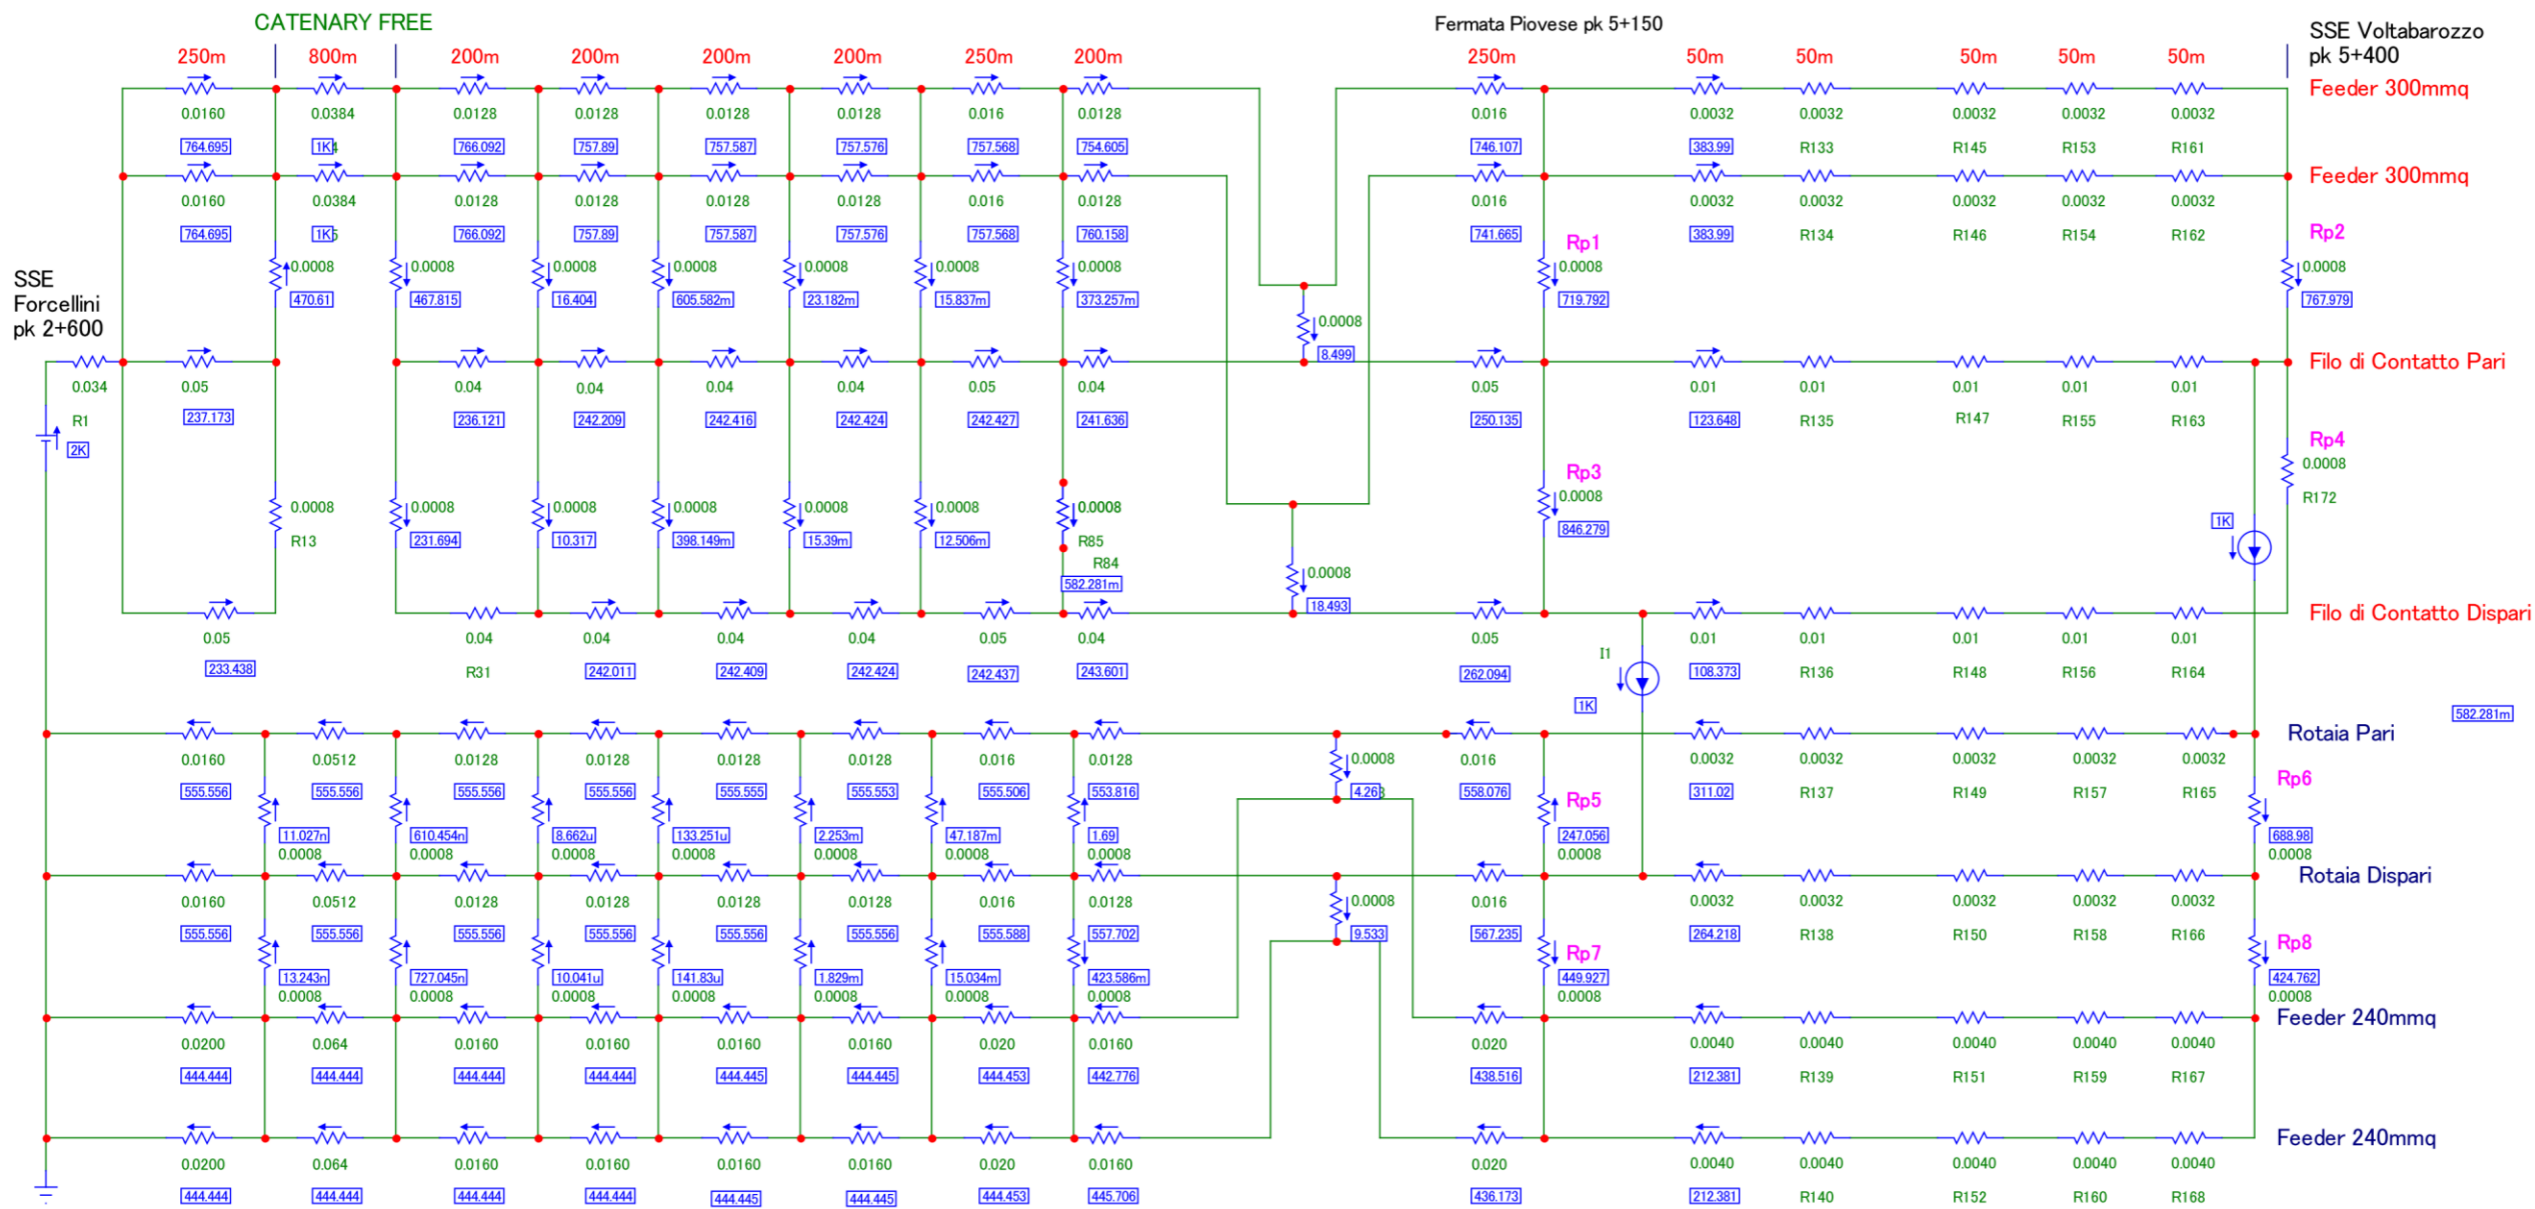 CATENARY FREE
Fermata Piovese pk 5+150
SSE Voltabarozzo
pk 5+400
250m 800m 200m 200m 200m 200m 250m 200m 250m 50m 50m 50m 50m 50m
Feeder 300mmq
0.0160 0.0384 0.0128 0.0128 0.0128 0.0128 0.016 0.0128 0.016 0.0032 0.0032 0.0032 0.0032 0.0032
764.695 1K 766.092 757.89 757.587 757.576 757.568 754.605 746.107 383.99 R133 R145 R153 R161
Feeder 300mmq
0.0160 0.0384 0.0128 0.0128 0.0128 0.0128 0.016 0.0128 0.016 0.0032 0.0032 0.0032 0.0032 0.0032
764.695 1K 766.092 757.89 757.587 757.576 757.568 760.158 741.665 383.99 R134 R146 R154 R162
Rp1 Rp2
0.0008 0.0008 0.0008 0.0008 0.0008 0.0008 0.0008 0.0008 0.0008
470.61 467.815 16.404 605.582m 23.182m 15.837m 373.257m 719.792 767.979
SSE
Forcellini
pk 2+600
0.0008
8.499
Filo di Contatto Pari
0.034 0.05 0.04 0.04 0.04 0.04 0.05 0.04 0.05 0.01 0.01 0.01 0.01 0.01
R1 237.173 236.121 242.209 242.416 242.424 242.427 241.636 250.135 123.648 R135 R147 R155 R163
2K
Rp4
0.0008
R172
Rp3
0.0008 0.0008 0.0008 0.0008 0.0008 0.0008 0.0008 0.0008
R13 231.694 10.317 398.149m 15.39m 12.506m R85 846.279
1K
R84
582.281m
0.0008
18.493
Filo di Contatto Dispari
0.05 0.04 0.04 0.04 0.04 0.05 0.04 0.05 0.01 0.01 0.01 0.01 0.01
233.438 R31 242.011 242.409 242.424 242.437 243.601 262.094 108.373 R136 R148 R156 R164
I1
1K
582.281m
Rotaia Pari
0.0160 0.0512 0.0128 0.0128 0.0128 0.0128 0.016 0.0128 0.0008 0.016 0.0032 0.0032 0.0032 0.0032 0.0032
555.556 555.556 555.556 555.556 555.555 555.553 555.506 553.816 4.263 558.076 311.02 R137 R149 R157 R165
Rp5 Rp6
11.027n 610.454n 8.662u 133.251u 2.253m 47.187m 1.69 247.056 688.98
0.0008 0.0008 0.0008 0.0008 0.0008 0.0008 0.0008 0.0008 0.0008
Rotaia Dispari
0.0160 0.0512 0.0128 0.0128 0.0128 0.0128 0.016 0.0128 0.0008 0.016 0.0032 0.0032 0.0032 0.0032 0.0032
555.556 555.556 555.556 555.556 555.556 555.556 555.588 557.702 9.533 567.235 264.218 R138 R150 R158 R166
Rp7 Rp8
13.243n 727.045n 10.041u 141.83u 1.829m 15.034m 423.586m 449.927 424.762
0.0008 0.0008 0.0008 0.0008 0.0008 0.0008 0.0008 0.0008 0.0008
Feeder 240mmq
0.0200 0.064 0.0160 0.0160 0.0160 0.0160 0.020 0.0160 0.020 0.0040 0.0040 0.0040 0.0040 0.0040
444.444 444.444 444.444 444.444 444.445 444.445 444.453 442.776 438.516 212.381 R139 R151 R159 R167
Feeder 240mmq
0.0200 0.064 0.0160 0.0160 0.0160 0.0160 0.020 0.0160 0.020 0.0040 0.0040 0.0040 0.0040 0.0040
444.444 444.444 444.444 444.444 444.445 444.445 444.453 445.706 436.173 212.381 R140 R152 R160 R168